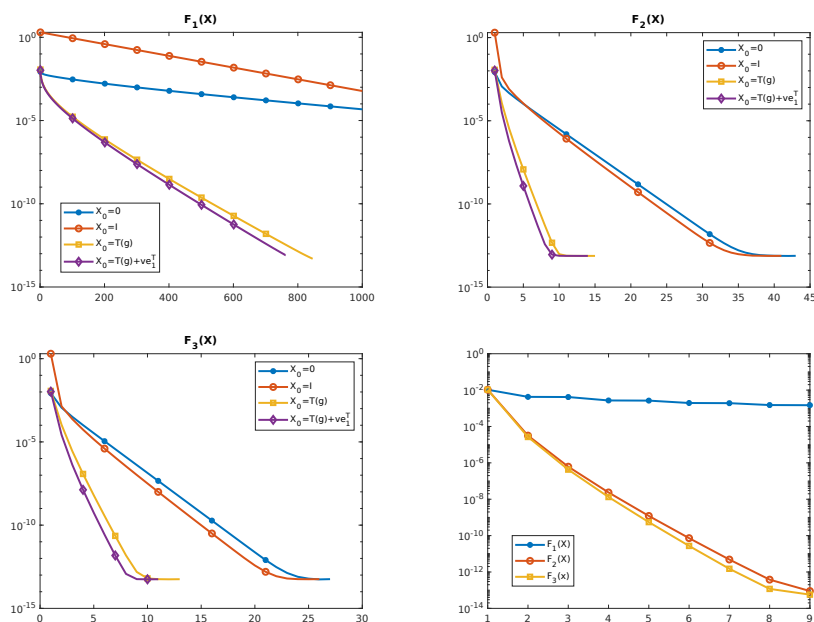 F1(X)
10^0
10^-5
10^-10
10^-15
0
200
400
600
800
1000
X0=0
X0=I
X0=T(g)
X0=T(g)+ve1^T
F2(X)
10^0
10^-5
10^-10
10^-15
0
5
10
15
20
25
30
35
40
45
X0=0
X0=I
X0=T(g)
X0=T(g)+ve1^T
F3(X)
10^0
10^-5
10^-10
10^-15
0
5
10
15
20
25
30
X0=0
X0=I
X0=T(g)
X0=T(g)+ve1^T
10^0
10^-2
10^-4
10^-6
10^-8
10^-10
10^-12
10^-14
1
2
3
4
5
6
7
8
9
F1(X)
F2(X)
F3(x)